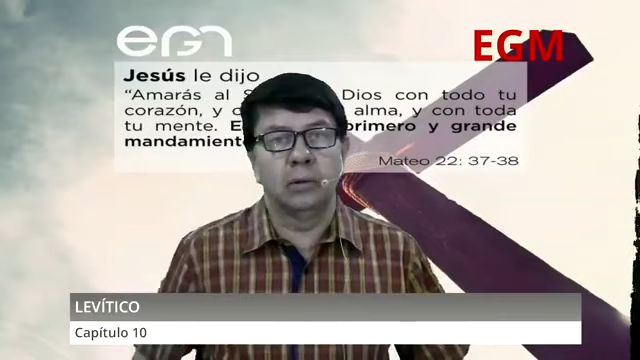 egm
EGM
Jesús le dijo
"Amarás al Dios con todo tu
corazón, y alma, y con toda
tu mente. primero y grande
mandamiento
Mateo 22: 37-38
LEVÍTICO
Capítulo 10